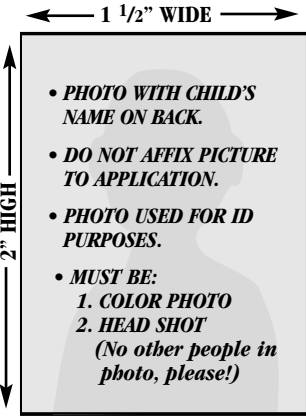 1 1/2” WIDE
2” HIGH
• PHOTO WITH CHILD’S
NAME ON BACK.
• DO NOT AFFIX PICTURE
TO APPLICATION.
• PHOTO USED FOR ID
PURPOSES.
• MUST BE:
1. COLOR PHOTO
2. HEAD SHOT
(No other people in
photo, please!)